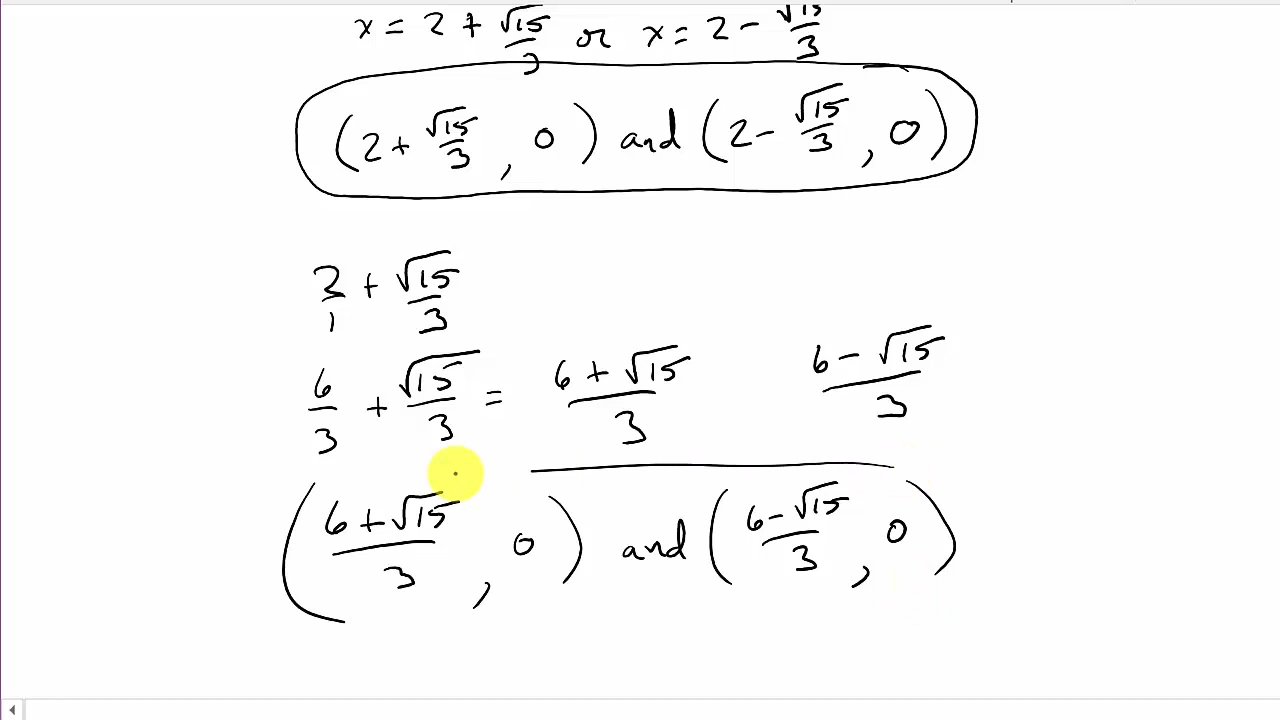 x = 2 + √15/3 or x = 2 - √15/3
(2 + √15/3, 0) and (2 - √15/3, 0)
2/1 + √15/3
6/3 + √15/3 = (6 + √15)/3 (6 - √15)/3
((6 + √15)/3, 0) and ((6 - √15)/3, 0)